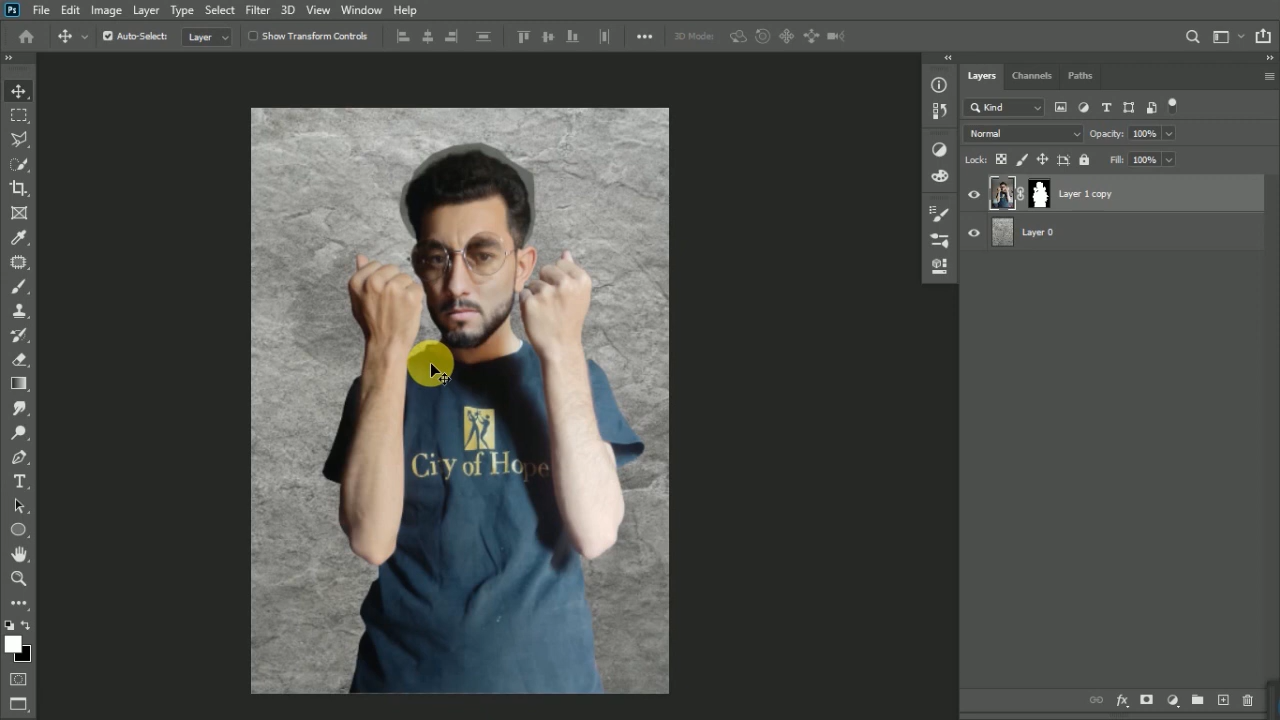 Ps File Edit Image Layer Type Select Filter 3D View Window Help
Auto-Select: Layer Show Transform Controls 3D Mode:
Layers Channels Paths
Kind
Normal Opacity: 100%
Lock: Fill: 100%
Layer 1 copy
Layer 0
City of Hope